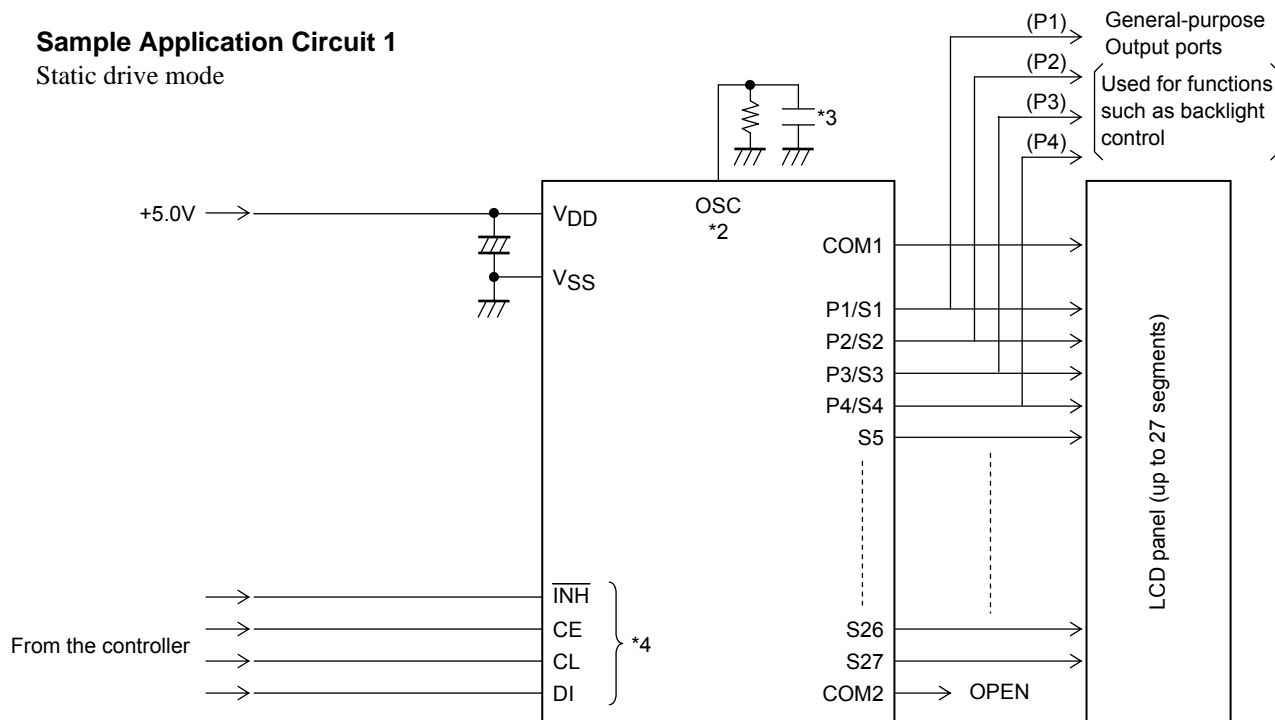 Sample Application Circuit 1
Static drive mode
(P1)
(P2)
(P3)
(P4)
General-purpose
Output ports
Used for functions
such as backlight
control
*3
+5.0V
VDD
VSS
OSC
*2
COM1
P1/S1
P2/S2
P3/S3
P4/S4
S5
S26
S27
COM2
OPEN
LCD panel (up to 27 segments)
From the controller
INH
CE
CL
DI
*4